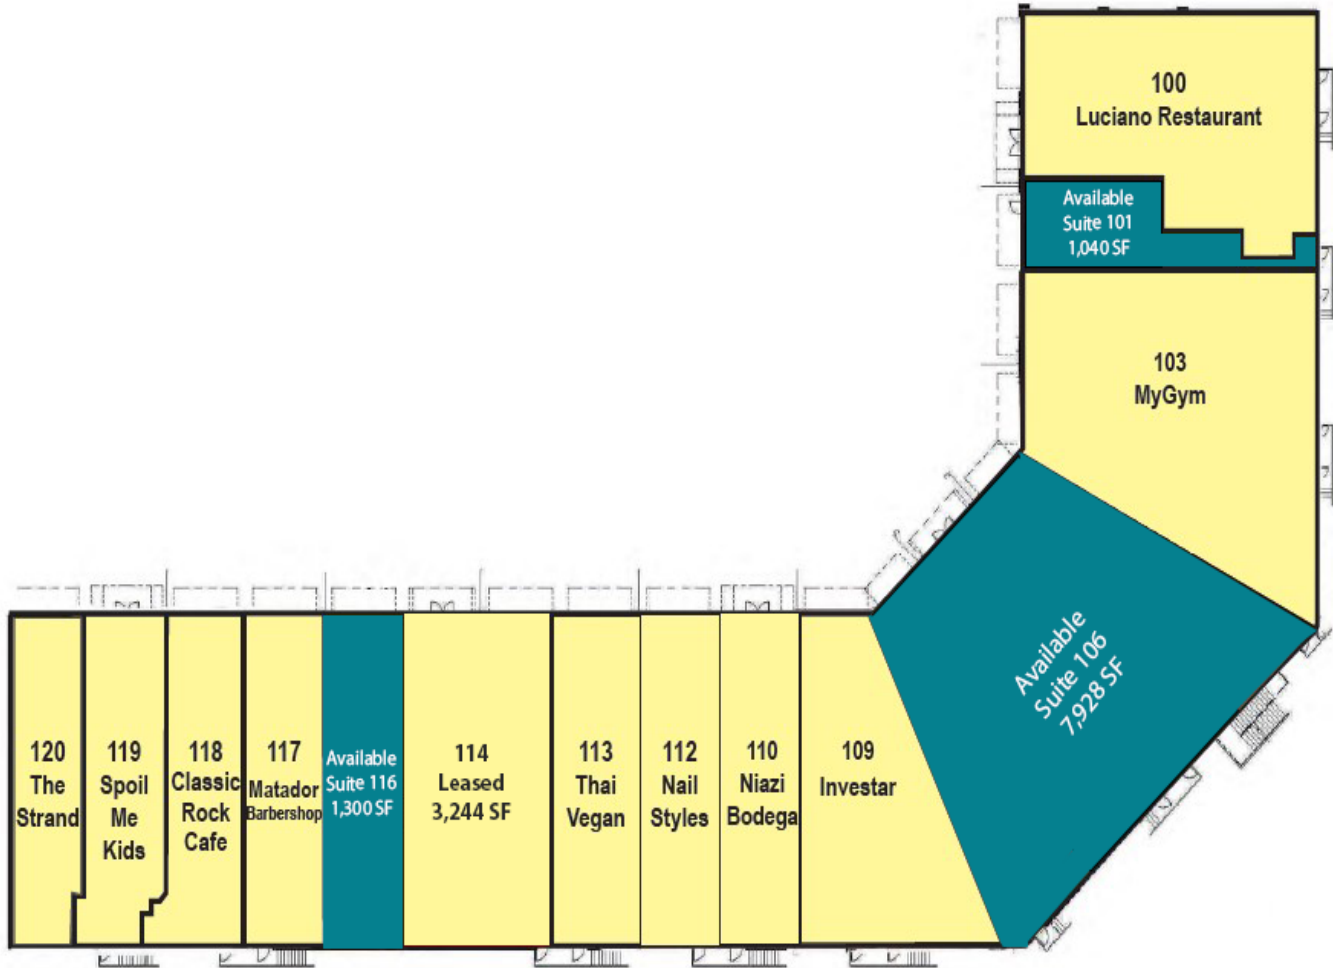 100
Luciano Restaurant
Available
Suite 101
1,040 SF
103
MyGym
Available
Suite 106
7,928 SF
120
The
Strand
119
Spoil
Me
Kids
118
Classic
Rock
Cafe
117
Matador
Barbershop
Available
Suite 116
1,300 SF
114
Leased
3,244 SF
113
Thai
Vegan
112
Nail
Styles
110
Niazi
Bodega
109
Investar